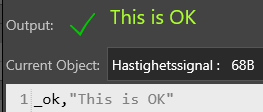 Output: This is OK
Current Object: Hastighetssignal : 68B
1 _ok,"This is OK"